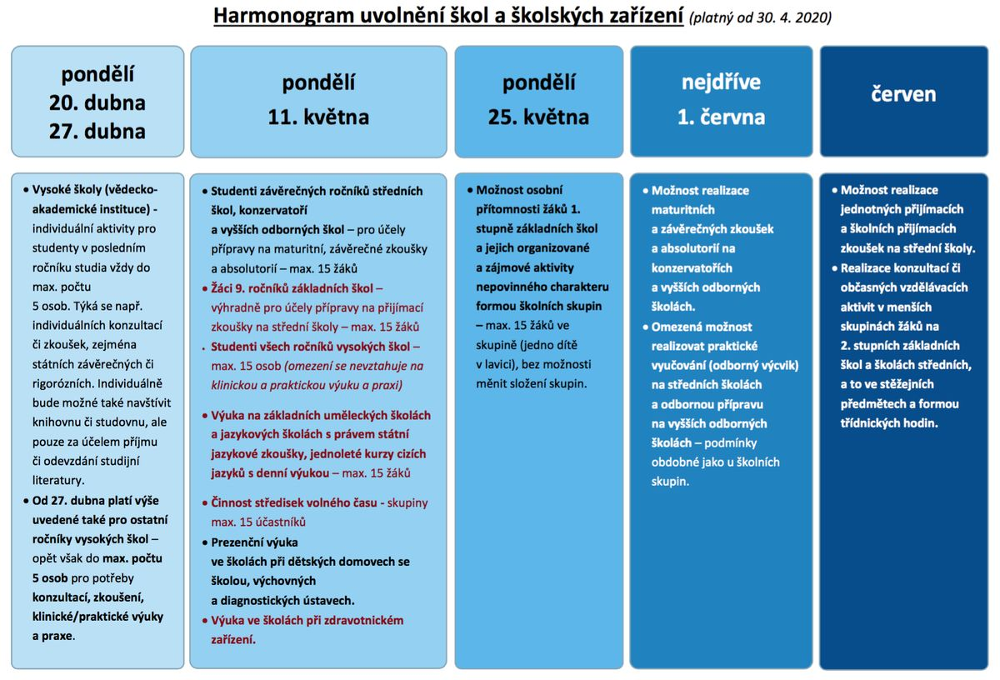 Harmonogram uvolnění škol a školských zařízení (platný od 30. 4. 2020)
pondělí
20. dubna
27. dubna
pondělí
11. května
pondělí
25. května
nejdříve
1. června
červen
• Vysoké školy (vědecko-
akademické instituce) -
individuální aktivity pro
studenty v posledním
ročníku studia vždy do
max. počtu
5 osob. Týká se např.
individuálních konzultací
či zkoušek, zejména
státních závěrečných či
rigorózních. Individuálně
bude možné také navštívit
knihovnu či studovnu, ale
pouze za účelem příjmu
či odevzdání studijní
literatury.
• Od 27. dubna platí výše
uvedené také pro ostatní
ročníky vysokých škol –
opět však do max. počtu
5 osob pro potřeby
konzultací, zkoušení,
klinické/praktické výuky
a praxe.
• Studenti závěrečných ročníků středních
škol, konzervatoří
a vyšších odborných škol – pro účely
přípravy na maturitní, závěrečné zkoušky
a absolutorií – max. 15 žáků
• Žáci 9. ročníků základních škol –
výhradně pro účely přípravy na přijímací
zkoušky na střední školy – max. 15 žáků
. Studenti všech ročníků vysokých škol –
max. 15 osob (omezení se nevztahuje na
klinickou a praktickou výuku a praxi)
• Výuka na základních uměleckých školách
a jazykových školách s právem státní
jazykové zkoušky, jednoleté kurzy cizích
jazyků s denní výukou – max. 15 žáků
• Činnost středisek volného času - skupiny
max. 15 účastníků
• Prezenční výuka
ve školách při dětských domovech se
školou, výchovných
a diagnostických ústavech.
• Výuka ve školách při zdravotnickém
zařízení.
• Možnost osobní
přítomnosti žáků 1.
stupně základních škol
a jejich organizované
a zájmové aktivity
nepovinného charakteru
formou školních skupin
– max. 15 žáků ve
skupině (jedno dítě
v lavici), bez možnosti
měnit složení skupin.
• Možnost realizace
maturitních
a závěrečných zkoušek
a absolutorií na
konzervatořích
a vyšších odborných
školách.
• Omezená možnost
realizovat praktické
vyučování (odborný výcvik)
na středních školách
a odbornou přípravu
na vyšších odborných
školách – podmínky
obdobné jako u školních
skupin.
• Možnost realizace
jednotných přijímacích
a školních přijímacích
zkoušek na střední školy.
• Realizace konzultací či
občasných vzdělávacích
aktivit v menších
skupinách žáků na
2. stupních základních
škol a školách středních,
a to ve stěžejních
předmětech a formou
třídnických hodin.